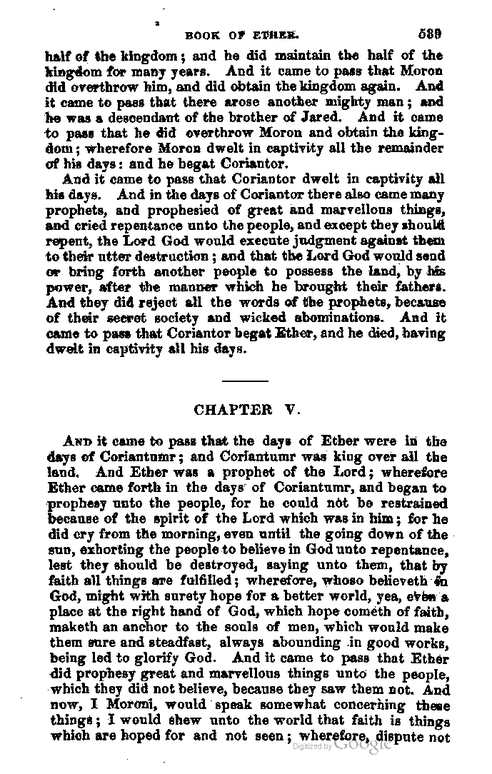 BOOK OF ETHER. 539
half of the kingdom; and he did maintain the half of the
kingdom for many years. And it came to pass that Moron
did overthrow him, and did obtain the kingdom again. And
it came to pass that there arose another mighty man; and
he was a descendant of the brother of Jared. And it came
to pass that he did overthrow Moron and obtain the king-
dom; wherefore Moron dwelt in captivity all the remainder
of his days: and he begat Coriantor.
And it came to pass that Coriantor dwelt in captivity all
his days. And in the days of Coriantor there also came many
prophets, and prophesied of great and marvellous things,
and cried repentance unto the people, and except they should
repent, the Lord God would execute judgment against them
to their utter destruction; and that the Lord God would send
or bring forth another people to possess the land, by his
power, after the manner which he brought their fathers.
And they did reject all the words of the prophets, because
of their secret society and wicked abominations. And it
came to pass that Coriantor begat Ether, and he died, having
dwelt in captivity all his days.
CHAPTER V.
AND it came to pass that the days of Ether were in the
days of Coriantumr; and Coriantumr was king over all the
land. And Ether was a prophet of the Lord; wherefore
Ether came forth in the days of Coriantumr, and began to
prophesy unto the people, for he could not be restrained
because of the spirit of the Lord which was in him; for he
did cry from the morning, even until the going down of the
sun, exhorting the people to believe in God unto repentance,
lest they should be destroyed, saying unto them, that by
faith all things are fulfilled; wherefore, whoso believeth in
God, might with surety hope for a better world, yea, even a
place at the right hand of God, which hope cometh of faith,
maketh an anchor to the souls of men, which would make
them sure and steadfast, always abounding in good works,
being led to glorify God. And it came to pass that Ether
did prophesy great and marvellous things unto the people,
which they did not believe, because they saw them not. And
now, I Moroni, would speak somewhat concerning these
things; I would shew unto the world that faith is things
which are hoped for and not seen; wherefore, dispute not
Digitized by Google